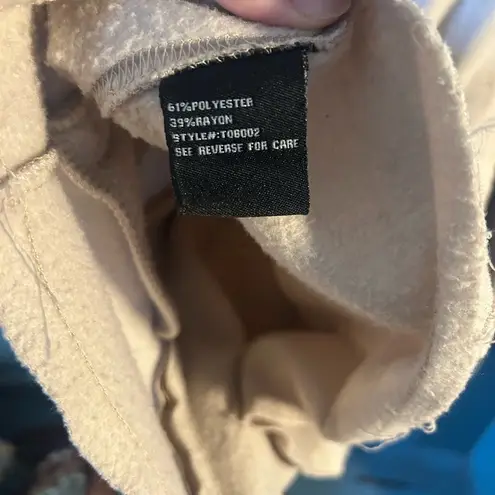 61%POLYESTER
39%RAYON
STYLE#:T08002
SEE REVERSE FOR CARE